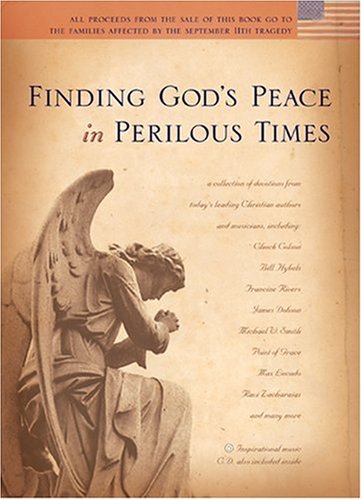 ALL PROCEEDS FROM THE SALE OF THIS BOOK GO TO
THE FAMILIES AFFECTED BY THE SEPTEMBER 11TH TRAGEDY
FINDING GOD'S PEACE
in PERILOUS TIMES
a collection of devotions from
today's leading Christian authors
and musicians, including:
Chuck Colson
Bill Hybels
Francine Rivers
James Dobson
Michael W. Smith
Point of Grace
Max Lucado
Ravi Zacharias
and many more
Inspirational music
C.D. also included inside